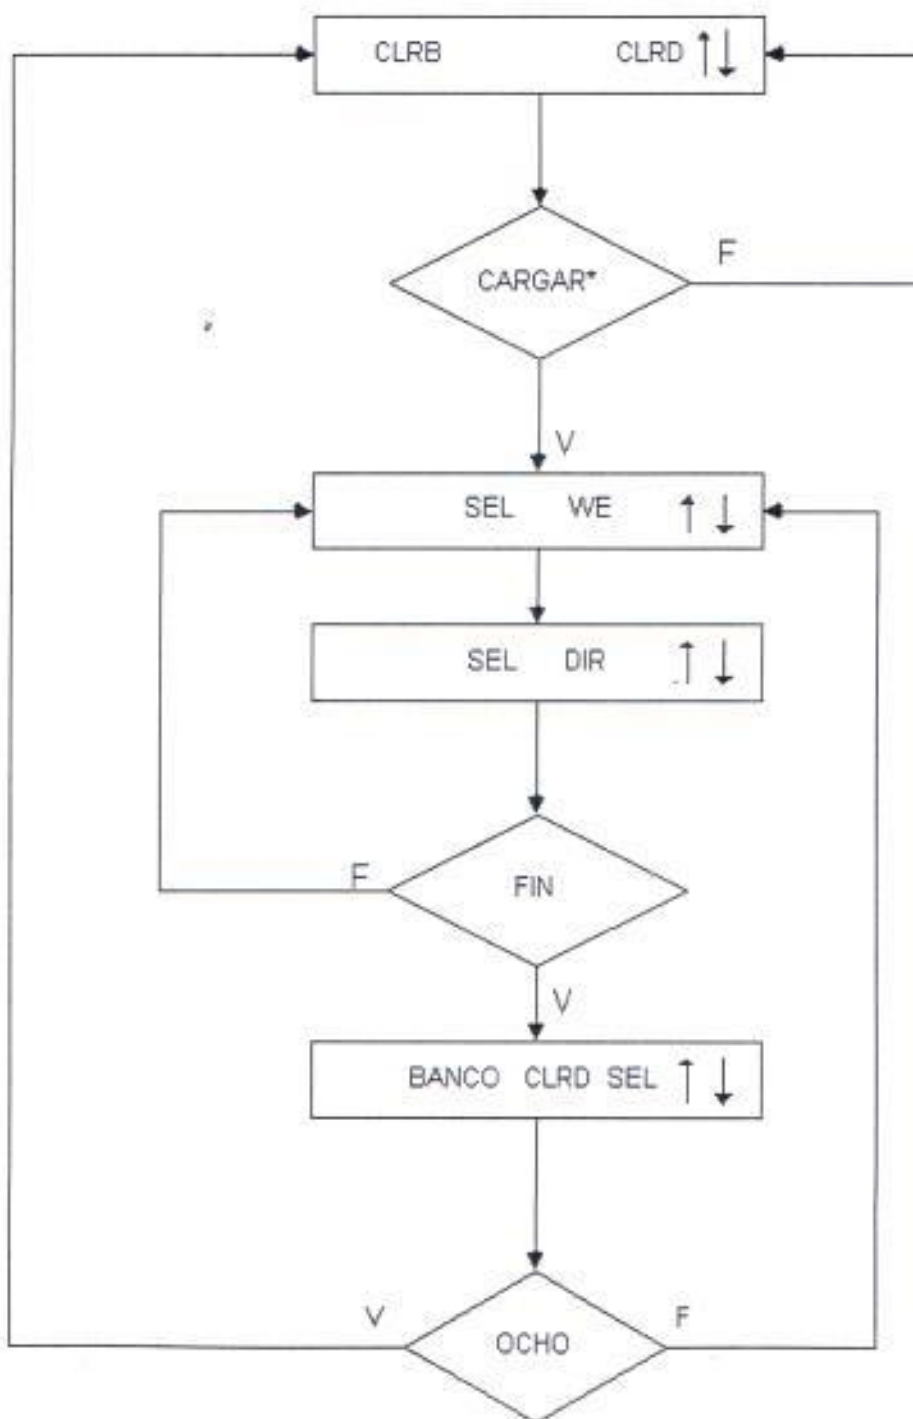 CLRB CLRD
CARGAR*
F
V
SEL WE
SEL DIR
F
FIN
V
BANCO CLRD SEL
V
F
OCHO